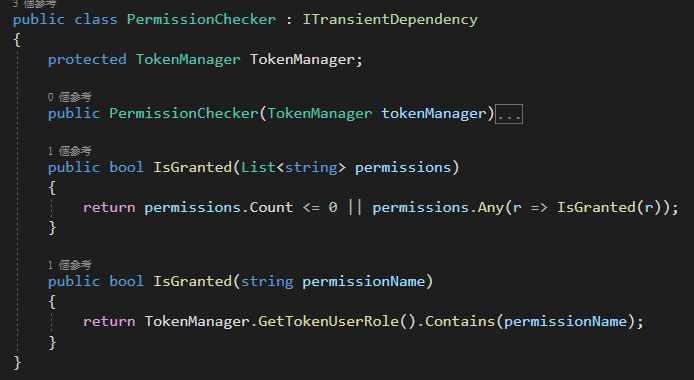 3 個參考
public class PermissionChecker : ITransientDependency
{
    protected TokenManager TokenManager;
    0 個參考
    public PermissionChecker(TokenManager tokenManager)...
    1 個參考
    public bool IsGranted(List<string> permissions)
    {
        return permissions.Count <= 0 || permissions.Any(r => IsGranted(r));
    }
    1 個參考
    public bool IsGranted(string permissionName)
    {
        return TokenManager.GetTokenUserRole().Contains(permissionName);
    }
}